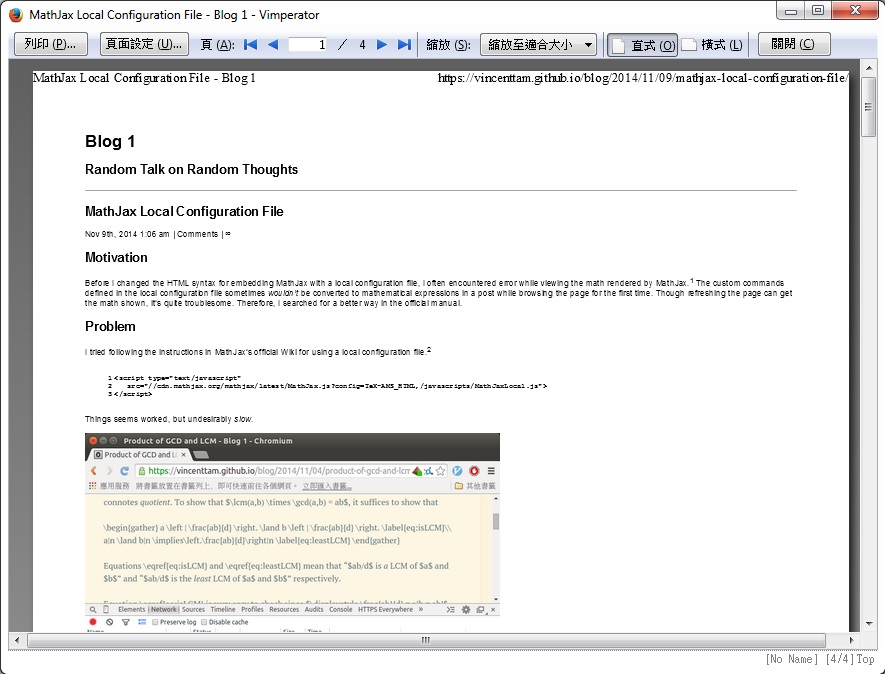 MathJax Local Configuration File - Blog 1 - Vimperator
列印 (P)... 頁面設定 (U)... 頁 (A): 1 / 4 縮放 (S): 縮放至適合大小 直式 (O) 橫式 (L) 關閉 (C)
MathJax Local Configuration File - Blog 1 https://vincenttam.github.io/blog/2014/11/09/mathjax-local-configuration-file/
Blog 1
Random Talk on Random Thoughts
MathJax Local Configuration File
Nov 9th, 2014 1:06 am | Comments | ∞
Motivation
Before I changed the HTML syntax for embedding MathJax with a local configuration file, I often encountered error while viewing the math rendered by MathJax.1 The custom commands
defined in the local configuration file sometimes wouldn't be converted to mathematical expressions in a post while browsing the page for the first time. Though refreshing the page can get
the math shown, it's quite troublesome. Therefore, I searched for a better way in the official manual.
Problem
I tried following the instructions in MathJax's official Wiki for using a local configuration file.2
1 <script type="text/javascript"
2 src="//cdn.mathjax.org/mathjax/latest/MathJax.js?config=TeX-AMS_HTML,/javascripts/MathJaxLocal.js">
3 </script>
Things seems worked, but undesirably slow.
Product of GCD and LCM - Blog 1 - Chromium
Product of GCD and L
https://vincenttam.github.io/blog/2014/11/04/product-of-gcd-and-lcm
應用服務 將書籤放置在書籤列上，即可快速前往各個網頁。 立即匯入書籤... 其他書籤
connotes quotient. To show that $\lcm(a,b) \times \gcd(a,b) = ab$, it suffices to show that
\begin{gather} a \left | \frac{ab}{d} \right. \land b \left | \frac{ab}{d} \right. \label{eq:isLCM}\\
a|n \land b|n \implies\left.\frac{ab}{d}\right|n \label{eq:leastLCM} \end{gather}
Equations \eqref{eq:isLCM} and \eqref{eq:leastLCM} mean that “$ab/d$ is a LCM of $a$ and
$b$” and “$ab/d$ is the least LCM of $a$ and $b$” respectively.
Elements Network Sources Timeline Profiles Resources Audits Console HTTPS Everywhere »
Preserve log Disable cache
Name Status Size Time
[No Name] [4/4] Top